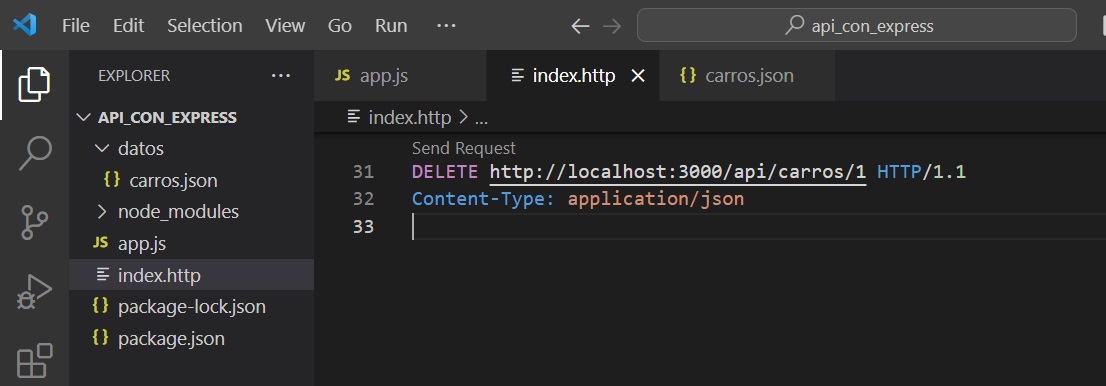 File Edit Selection View Go Run ··· api_con_express
EXPLORER ···
API_CON_EXPRESS
datos
{} carros.json
node_modules
JS app.js
index.http
{} package-lock.json
{} package.json
JS app.js index.http × {} carros.json
index.http > ...
Send Request
31 DELETE http://localhost:3000/api/carros/1 HTTP/1.1
32 Content-Type: application/json
33